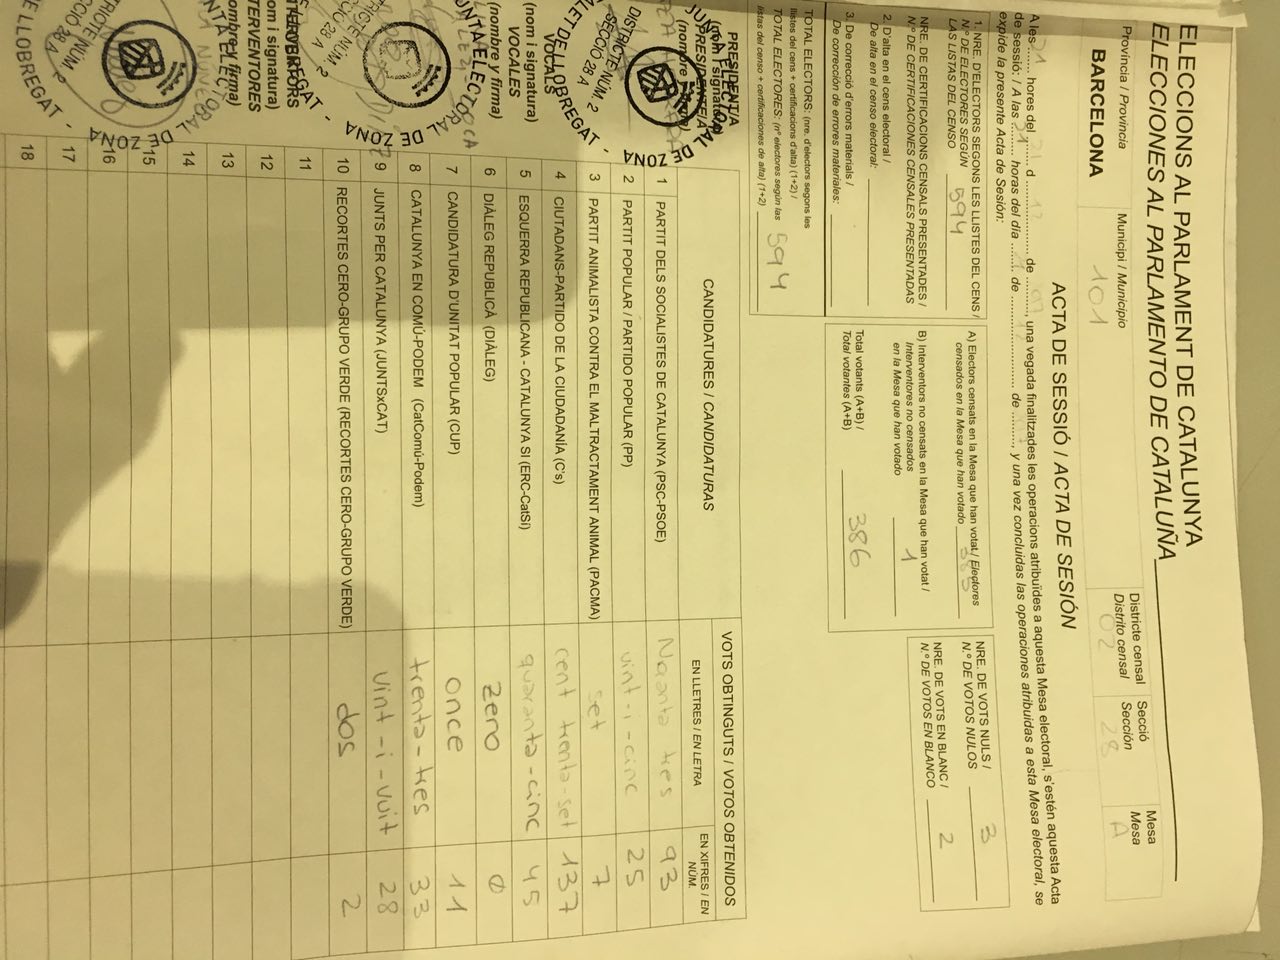 ELECCIONS AL PARLAMENT DE CATALUNYA
ELECCIONES AL PARLAMENTO DE CATALUÑA
ACTA DE SESSIÓ / ACTA DE SESIÓN
Província / Provincia
BARCELONA
Municipi / Municipio
101
Districte censal
Distrito censal
02
Secció
Sección
28
Mesa
Mesa
A
A les 21 hores del 21 d de , una vegada finalitzades les operacions atribuïdes a aquesta Mesa electoral, s'estén aquesta Acta
de sessió: / A las 21 horas del día de de , y una vez concluidas las operaciones atribuidas a esta Mesa electoral, se
expide la presente Acta de Sesión:
1. NRE. D'ELECTORS SEGONS LES LLISTES DEL CENS /
N.º DE ELECTORES SEGÚN
LAS LISTAS DEL CENSO
594
NRE. DE CERTIFICACIONS CENSALS PRESENTADES /
N.º DE CERTIFICACIONES CENSALES PRESENTADAS
2. D'alta en el cens electoral /
De alta en el censo electoral:
3. De correcció d'errors materials /
De corrección de errores materiales:
TOTAL ELECTORS: (nre. d'electors segons les
llistes del cens + certificacions d'alta) (1+2) /
TOTAL ELECTORES: (nº electores según las
listas del censo + certificaciones de alta) (1+2)
594
A) Electors censats en la Mesa que han votat / Electores
censados en la Mesa que han votado 385
B) Interventors no censats en la Mesa que han votat /
Interventores no censados
en la Mesa que han votado
1
Total votants (A+B) /
Total votantes (A+B)
386
NRE. DE VOTS NULS /
N.º DE VOTOS NULOS 3
NRE. DE VOTS EN BLANC /
N.º DE VOTOS EN BLANCO 2
CANDIDATURES / CANDIDATURAS
VOTS OBTINGUTS / VOTOS OBTENIDOS
EN LLETRES / EN LETRA
EN XIFRES / EN NÚM.
1 PARTIT DELS SOCIALISTES DE CATALUNYA (PSC-PSOE) Noranta tres 93
2 PARTIT POPULAR / PARTIDO POPULAR (PP) vint-i-cinc 25
3 PARTIT ANIMALISTA CONTRA EL MALTRACTAMENT ANIMAL (PACMA) set 7
4 CIUTADANS-PARTIDO DE LA CIUDADANÍA (C's) cent trenta-set 137
5 ESQUERRA REPUBLICANA - CATALUNYA SI (ERC-CatSí) quaranta-cinc 45
6 DIÀLEG REPUBLICÀ (DIÀLEG) zero 0
7 CANDIDATURA D'UNITAT POPULAR (CUP) once 11
8 CATALUNYA EN COMÚ-PODEM (CatComú-Podem) trenta-tres 33
9 JUNTS PER CATALUNYA (JUNTSxCAT) vint-i-vuit 28
10 RECORTES CERO-GRUPO VERDE (RECORTES CERO-GRUPO VERDE) dos 2
11
12
13
14
15
16
17
18
PRESIDENT/A
(nom i signatura)
PRESIDENTE/A
(nombre y firma)
VOCALS
(nom i signatura)
VOCALES
(nombre y firma)
INTERVENTORS
(nom i signatura)
INTERVENTORES
(nombre y firma)
JUNTA ELECTORAL DE ZONA
DISTRICTE NÚM. 2
SECCIÓ 28 A